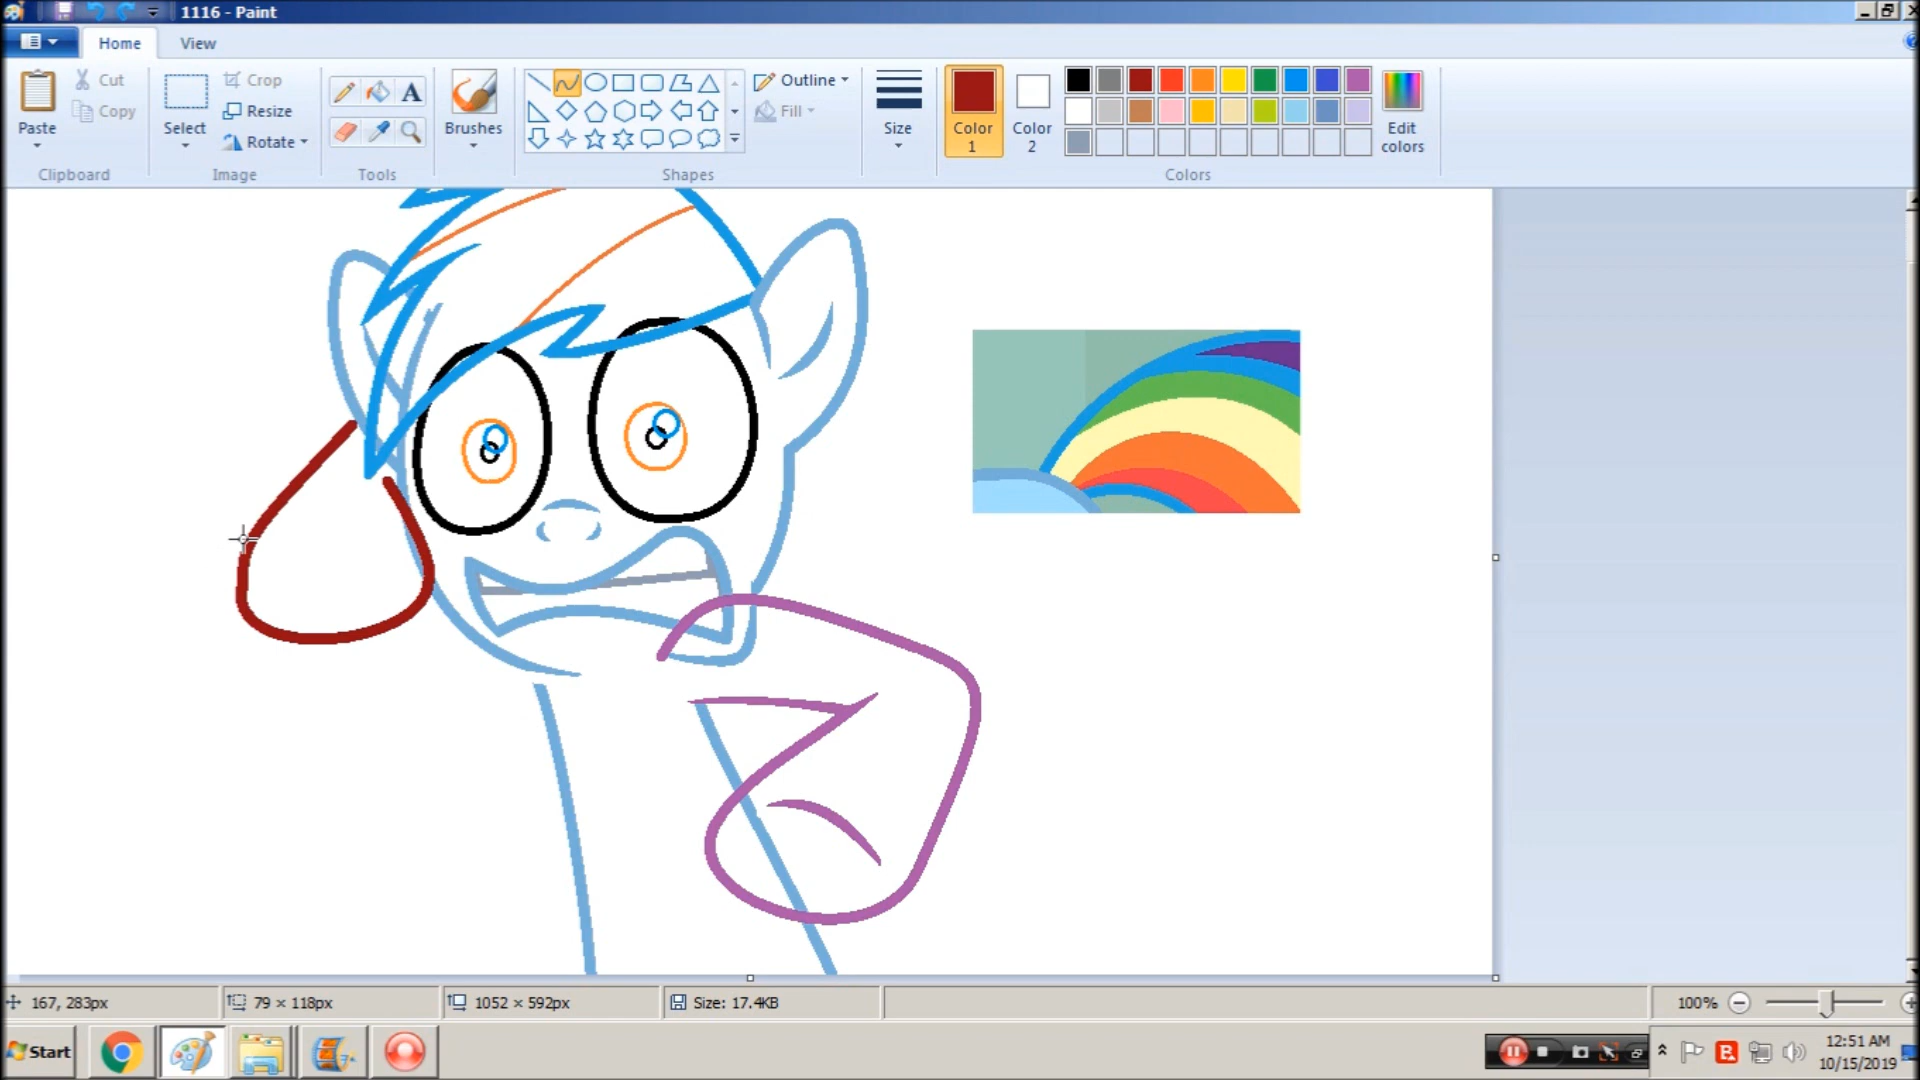 1116 - Paint
Home View
Paste
Cut
Copy
Clipboard
Select
Crop
Resize
Rotate
Image
A
Tools
Brushes
Shapes
Outline
Fill
Size
Color 1
Color 2
Edit colors
Colors
167, 283px
79 × 118px
1052 × 592px
Size: 17.4KB
100%
Start
B
12:51 AM
10/15/2019